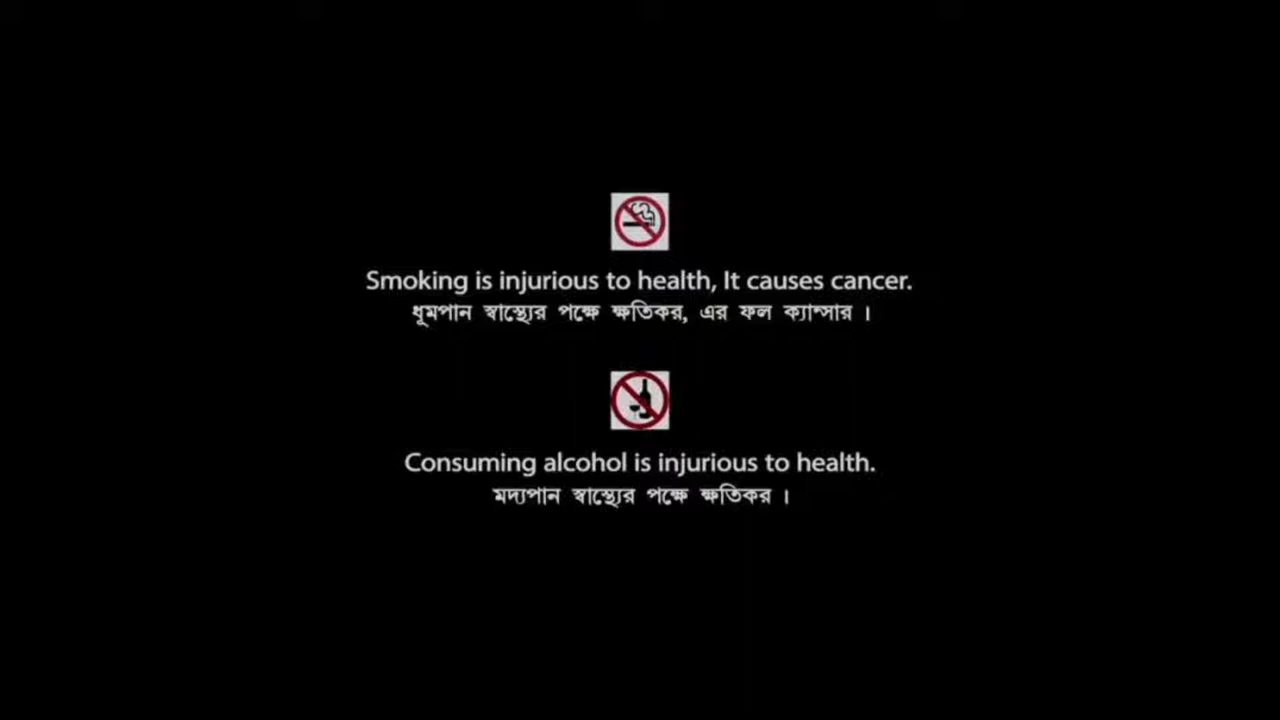 Smoking is injurious to health, It causes cancer.
ধূমপান স্বাস্থ্যের পক্ষে ক্ষতিকর, এর ফল ক্যান্সার ।
Consuming alcohol is injurious to health.
মদ্যপান স্বাস্থ্যের পক্ষে ক্ষতিকর ।